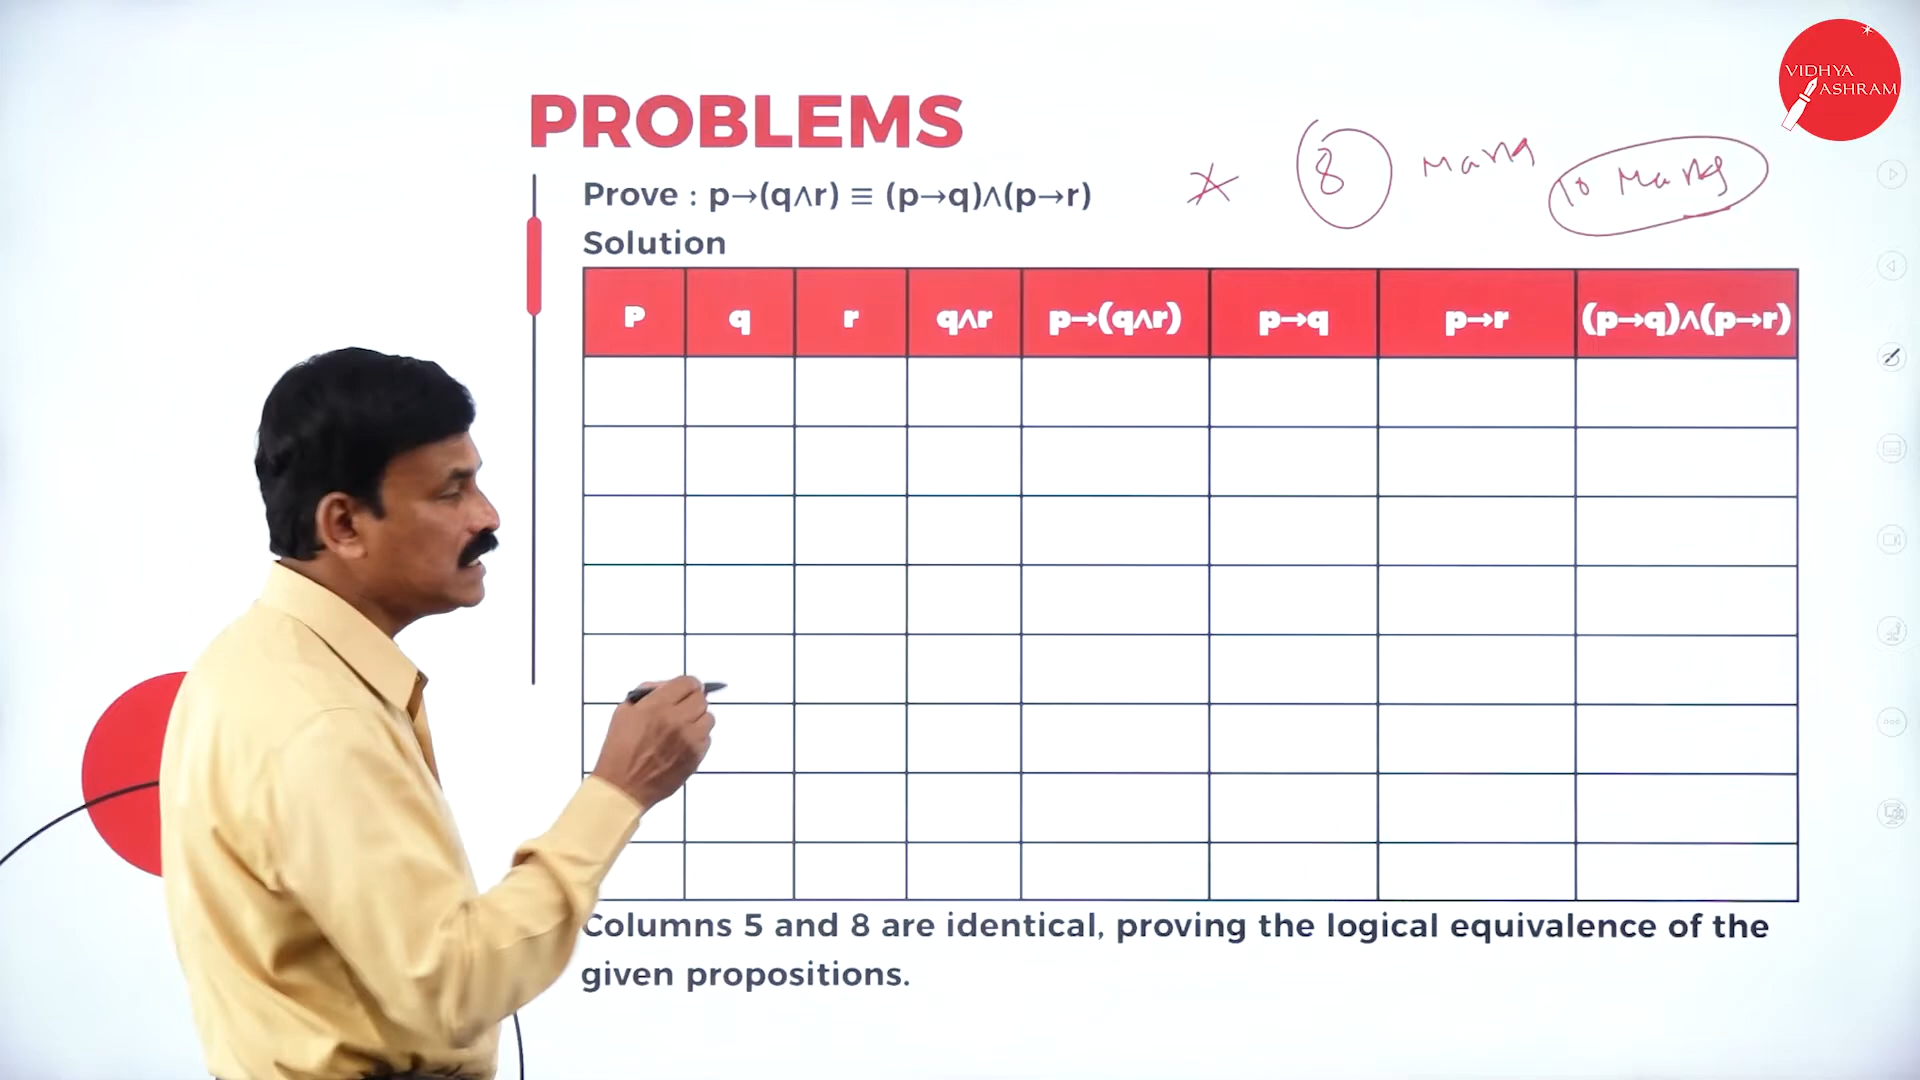 VIDHYA
ASHRAM
PROBLEMS
8 Marks
10 Marks
Prove : p→(q∧r) ≡ (p→q)∧(p→r)
Solution
P q r q∧r p→(q∧r) p→q p→r (p→q)∧(p→r)
Columns 5 and 8 are identical, proving the logical equivalence of the
given propositions.